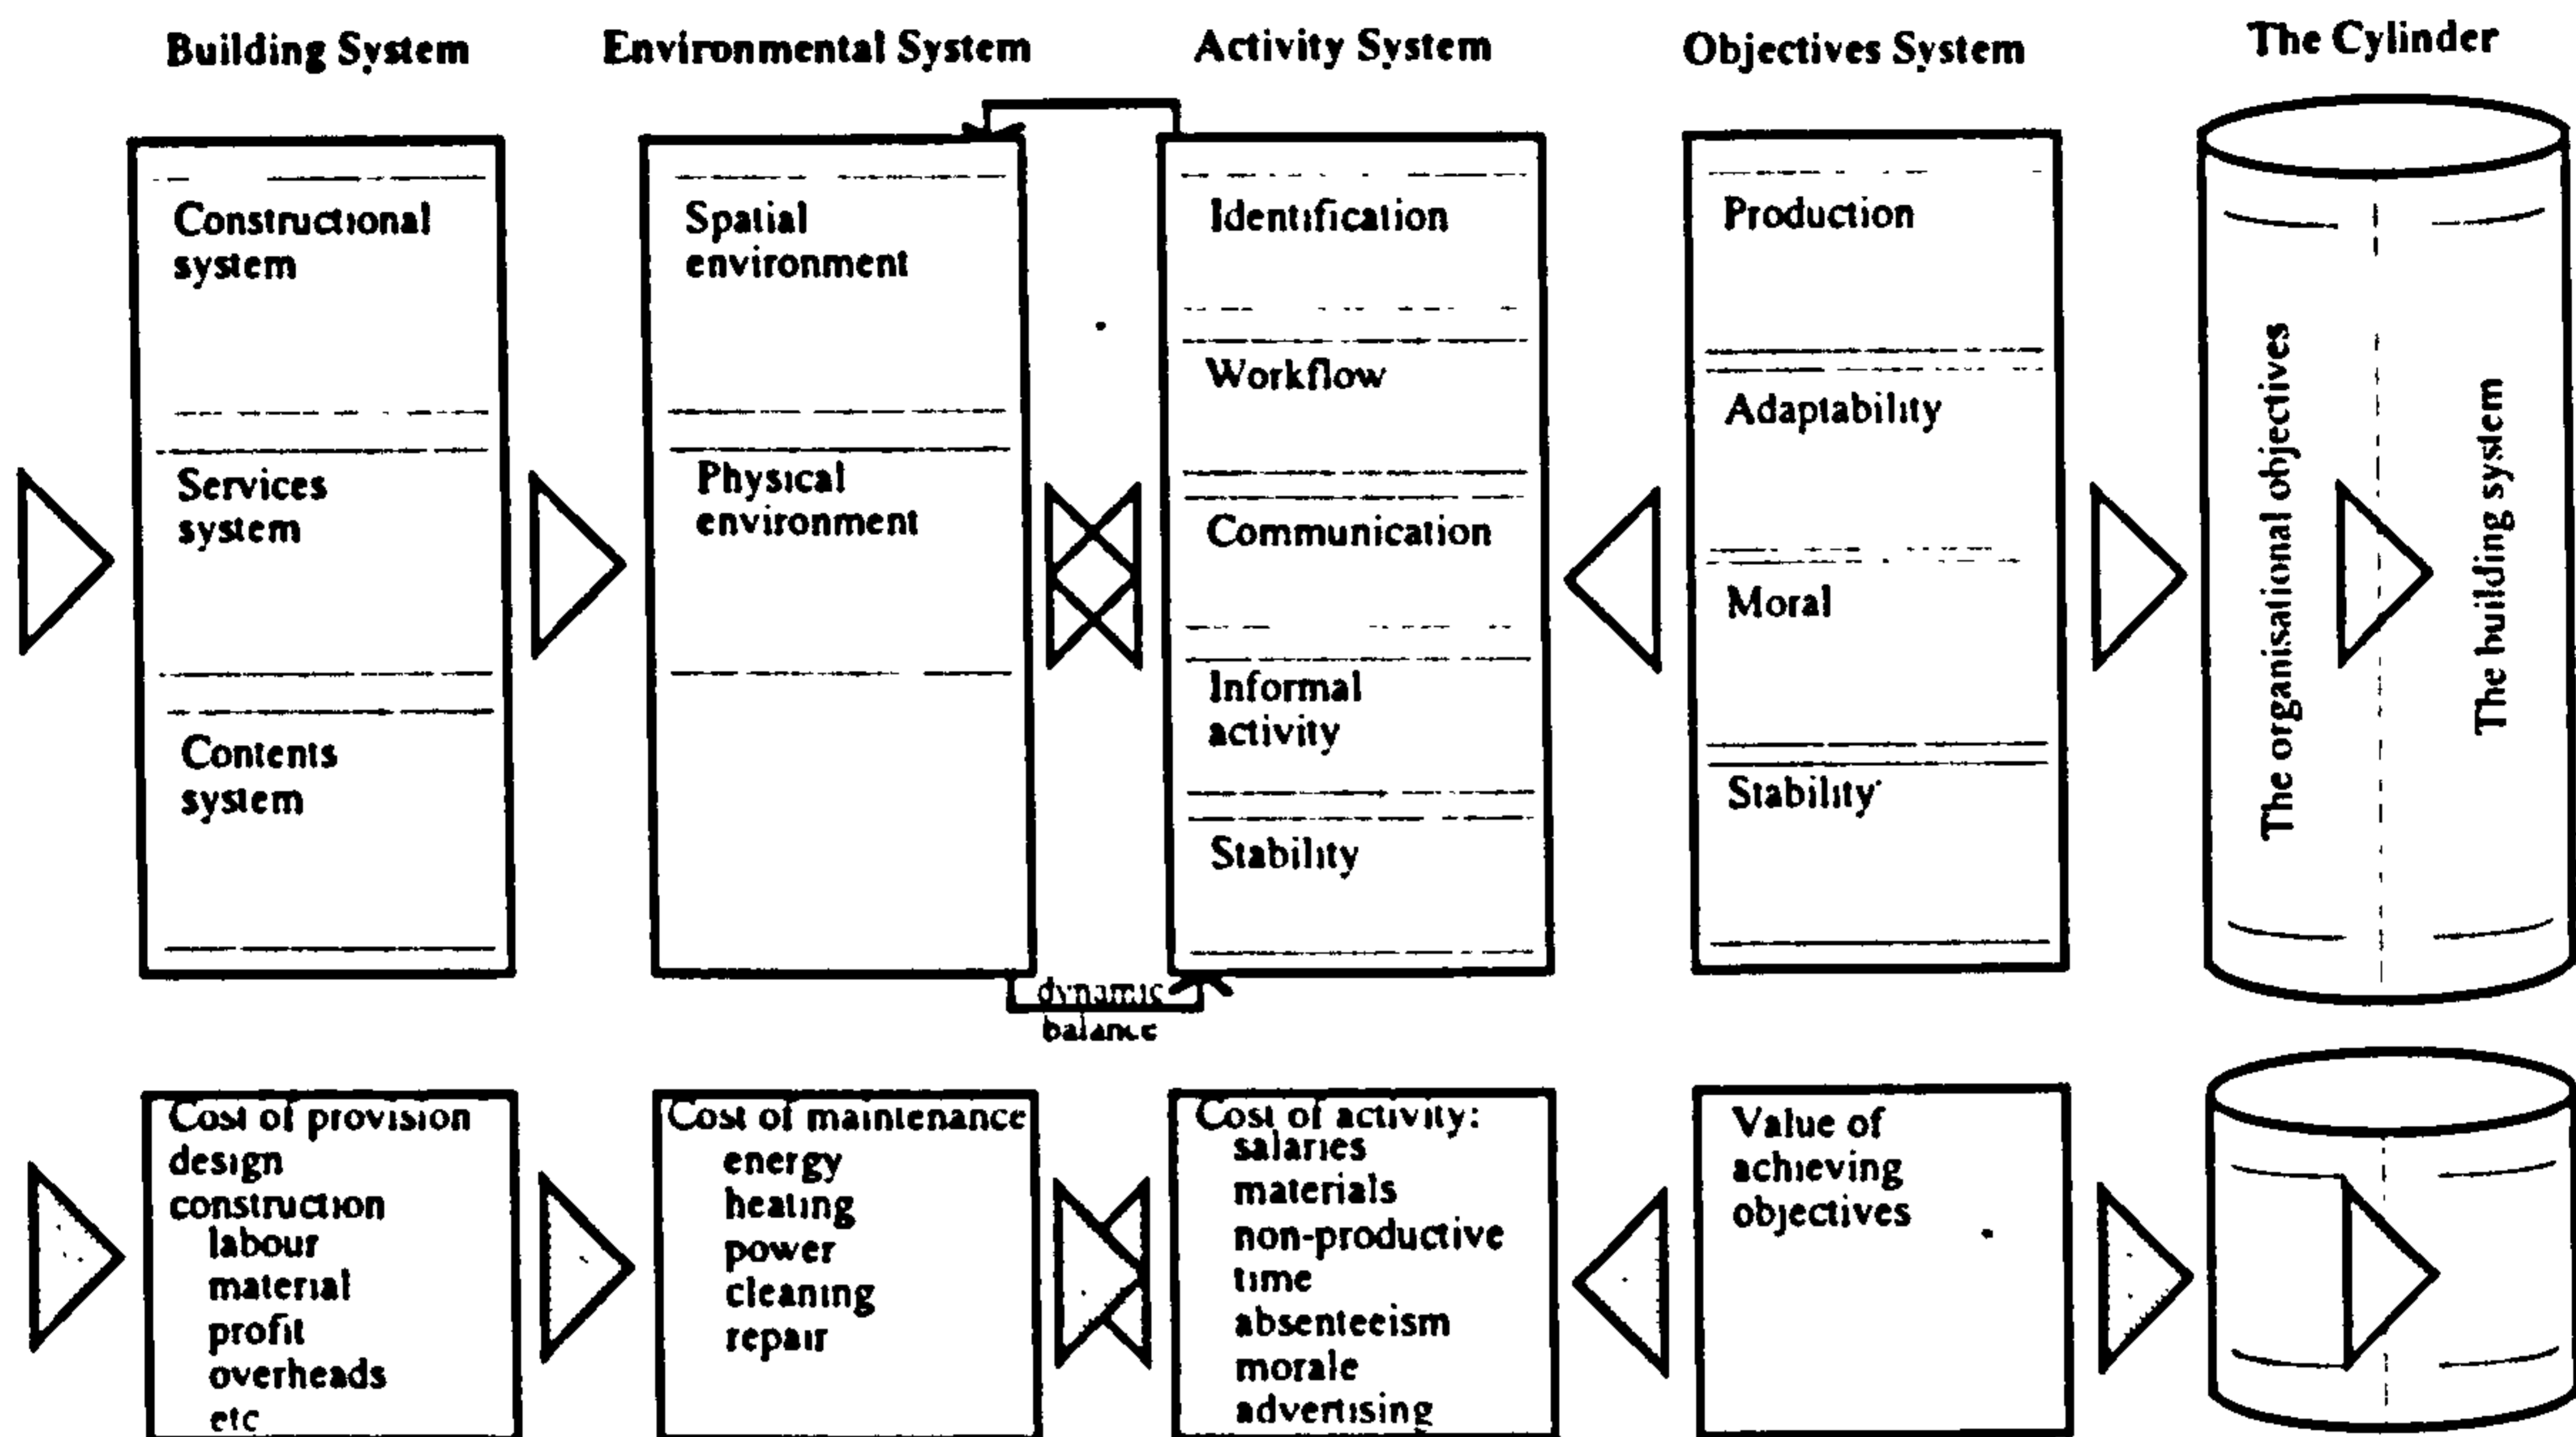 Building System
Environmental System
Activity System
Objectives System
The Cylinder
Constructional
system
Services
system
Contents
system
Spatial
environment
Physical
environment
Identification
Workflow
Communication
Informal
activity
Stability
Production
Adaptability
Moral
Stability
The organisational objectives
The building system
dynamic
balance
Cost of provision
design
construction
labour
material
profit
overheads
etc
Cost of maintenance
energy
heating
power
cleaning
repair
Cost of activity:
salaries
materials
non-productive
time
absenteeism
morale
advertising
Value of
achieving
objectives